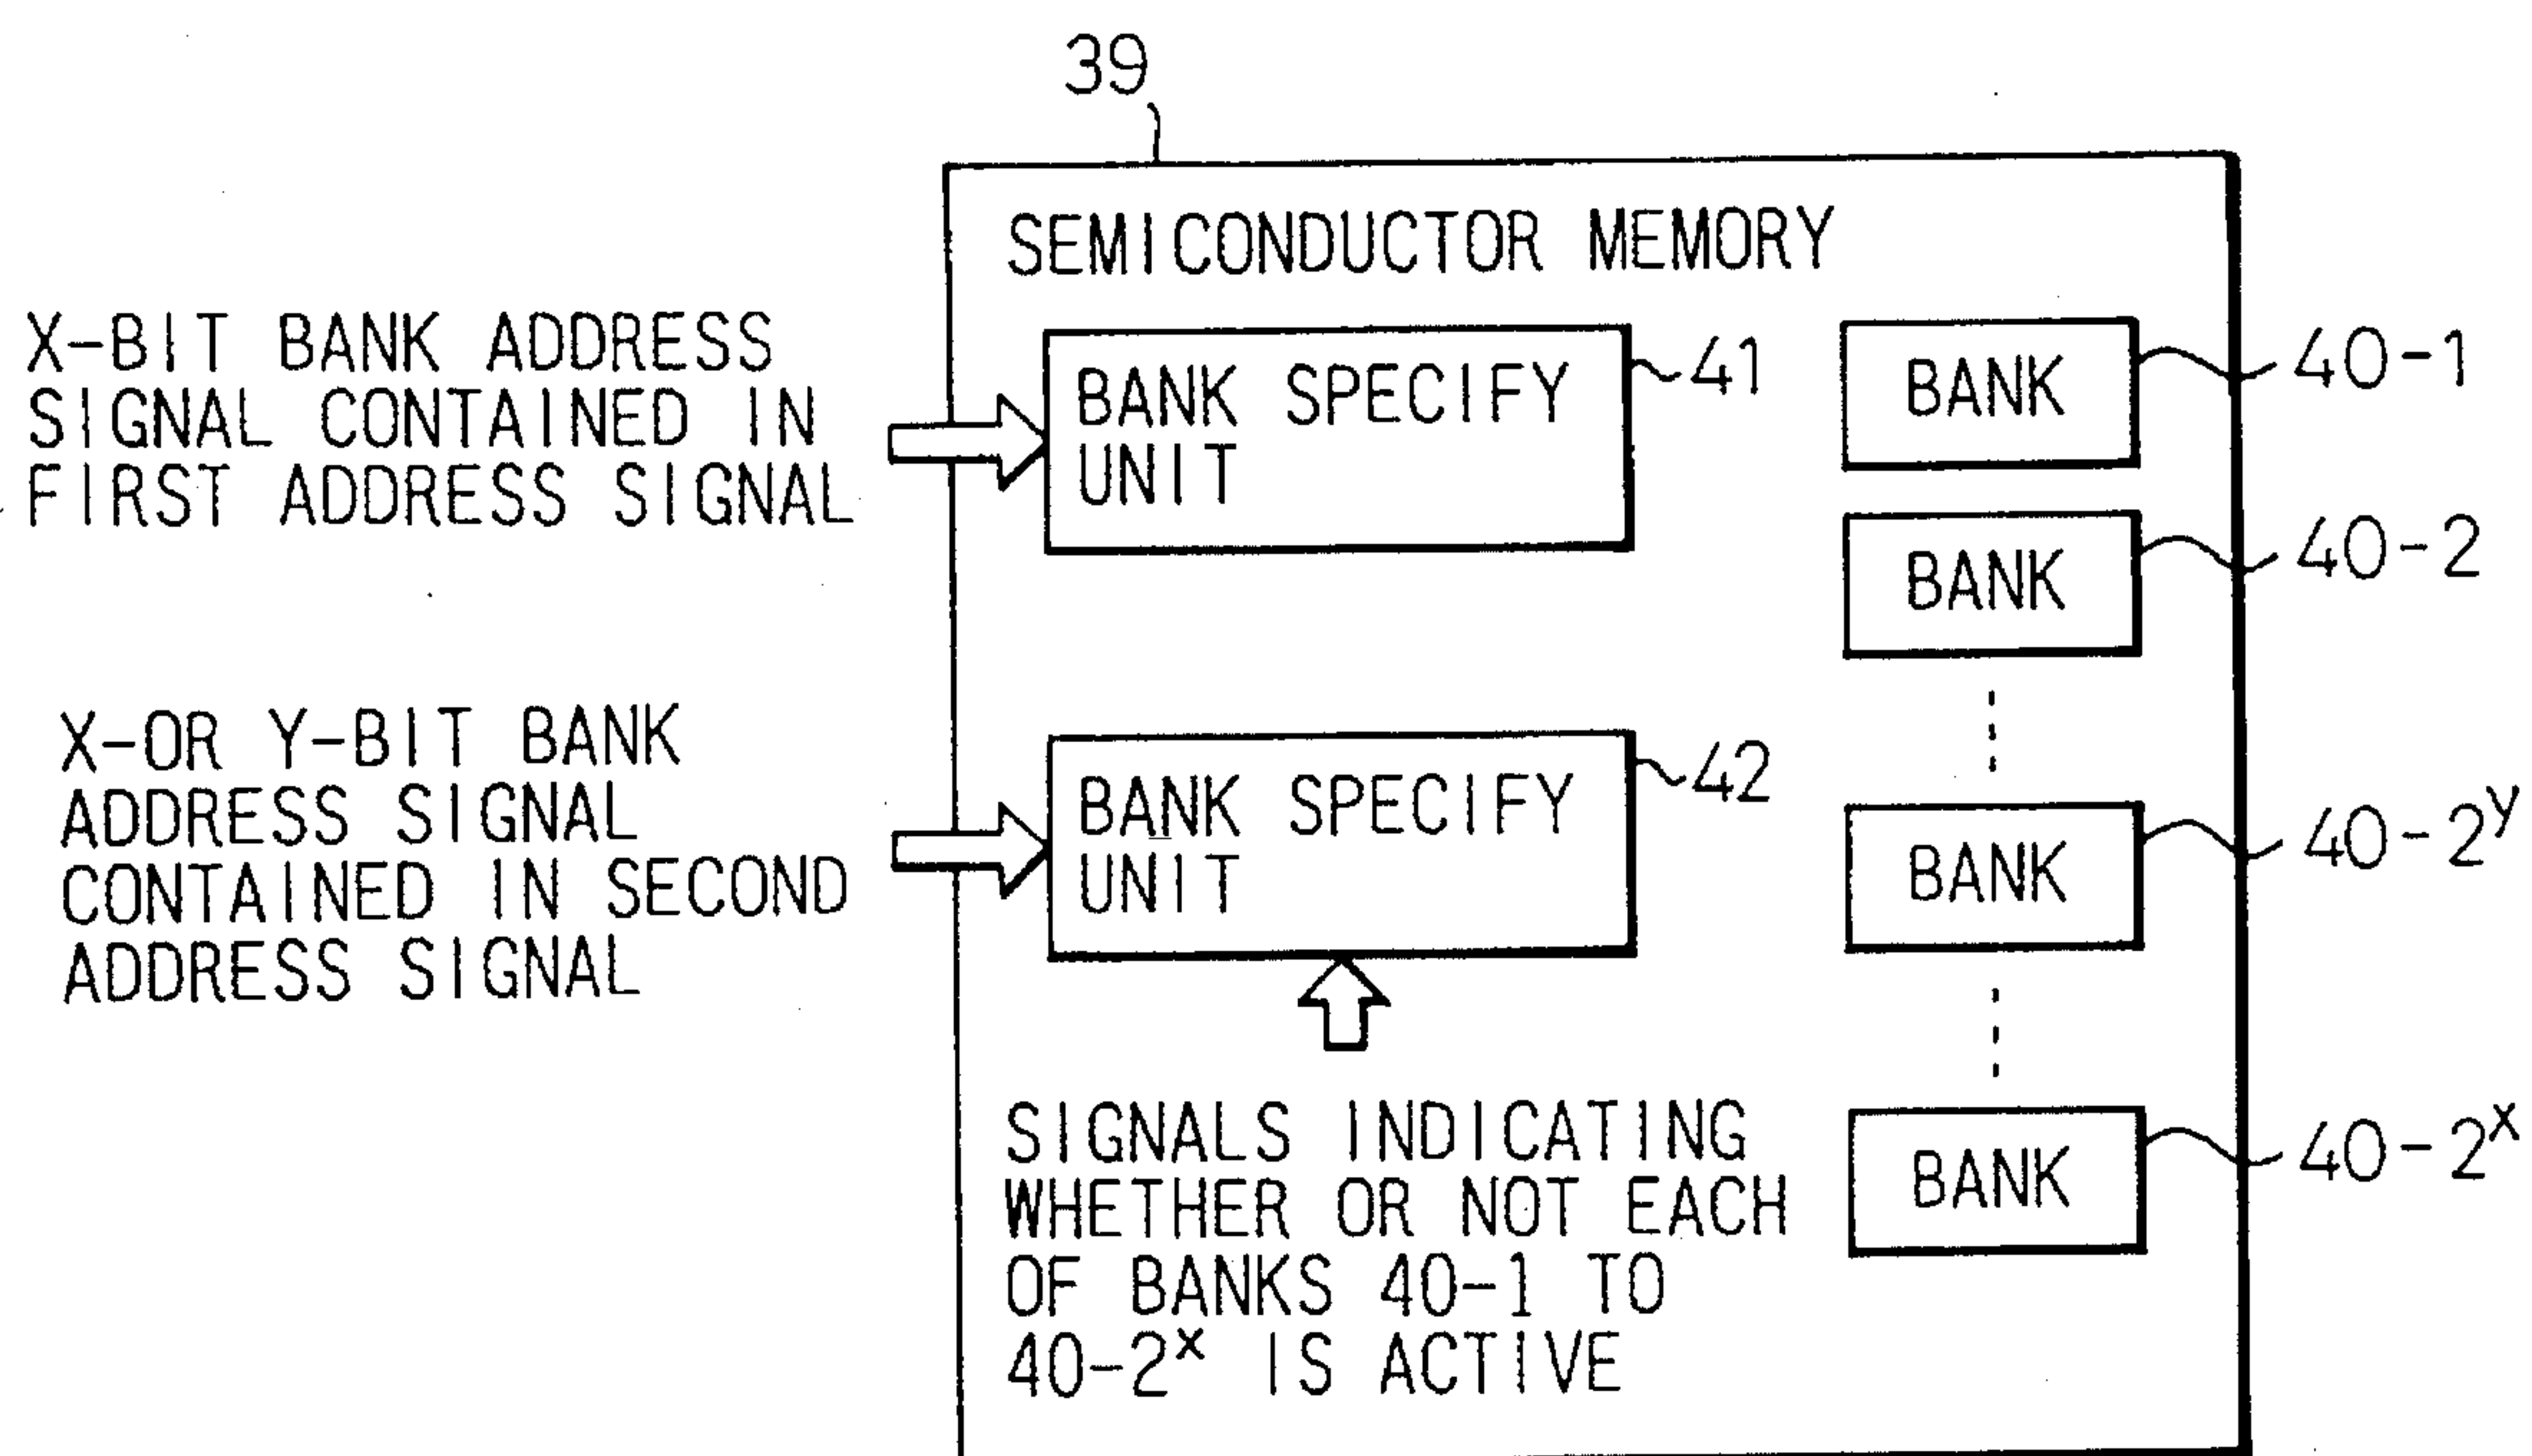 39
SEMICONDUCTOR MEMORY
X-BIT BANK ADDRESS
SIGNAL CONTAINED IN
FIRST ADDRESS SIGNAL
BANK SPECIFY
UNIT
41
BANK
40-1
BANK
40-2
X-OR Y-BIT BANK
ADDRESS SIGNAL
CONTAINED IN SECOND
ADDRESS SIGNAL
BANK SPECIFY
UNIT
42
BANK
40-2^Y
SIGNALS INDICATING
WHETHER OR NOT EACH
OF BANKS 40-1 TO
40-2^X IS ACTIVE
BANK
40-2^X